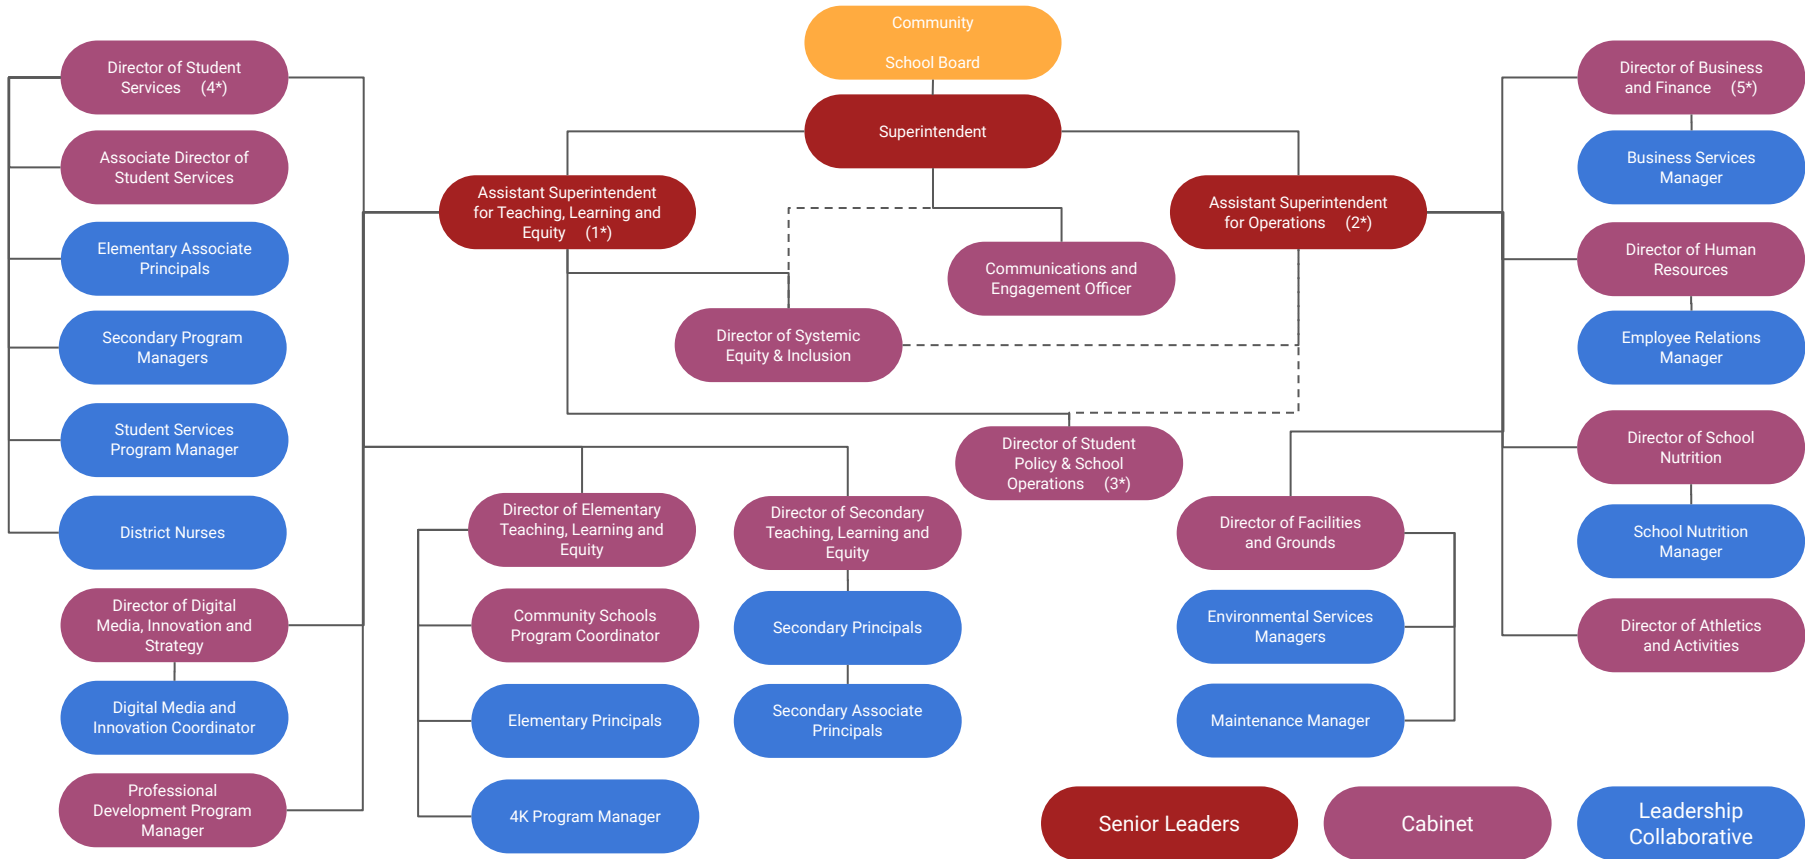 Community
School Board
Superintendent
Assistant Superintendent
for Teaching, Learning and
Equity (1*)
Assistant Superintendent
for Operations (2*)
Communications and
Engagement Officer
Director of Systemic
Equity & Inclusion
Director of Student
Policy & School
Operations (3*)
Director of Student
Services (4*)
Associate Director of
Student Services
Elementary Associate
Principals
Secondary Program
Managers
Student Services
Program Manager
District Nurses
Director of Digital
Media, Innovation and
Strategy
Digital Media and
Innovation Coordinator
Professional
Development Program
Manager
Director of Elementary
Teaching, Learning and
Equity
Community Schools
Program Coordinator
Elementary Principals
4K Program Manager
Director of Secondary
Teaching, Learning and
Equity
Secondary Principals
Secondary Associate
Principals
Director of Facilities
and Grounds
Environmental Services
Managers
Maintenance Manager
Director of Business
and Finance (5*)
Business Services
Manager
Director of Human
Resources
Employee Relations
Manager
Director of School
Nutrition
School Nutrition
Manager
Director of Athletics
and Activities
Senior Leaders
Cabinet
Leadership
Collaborative